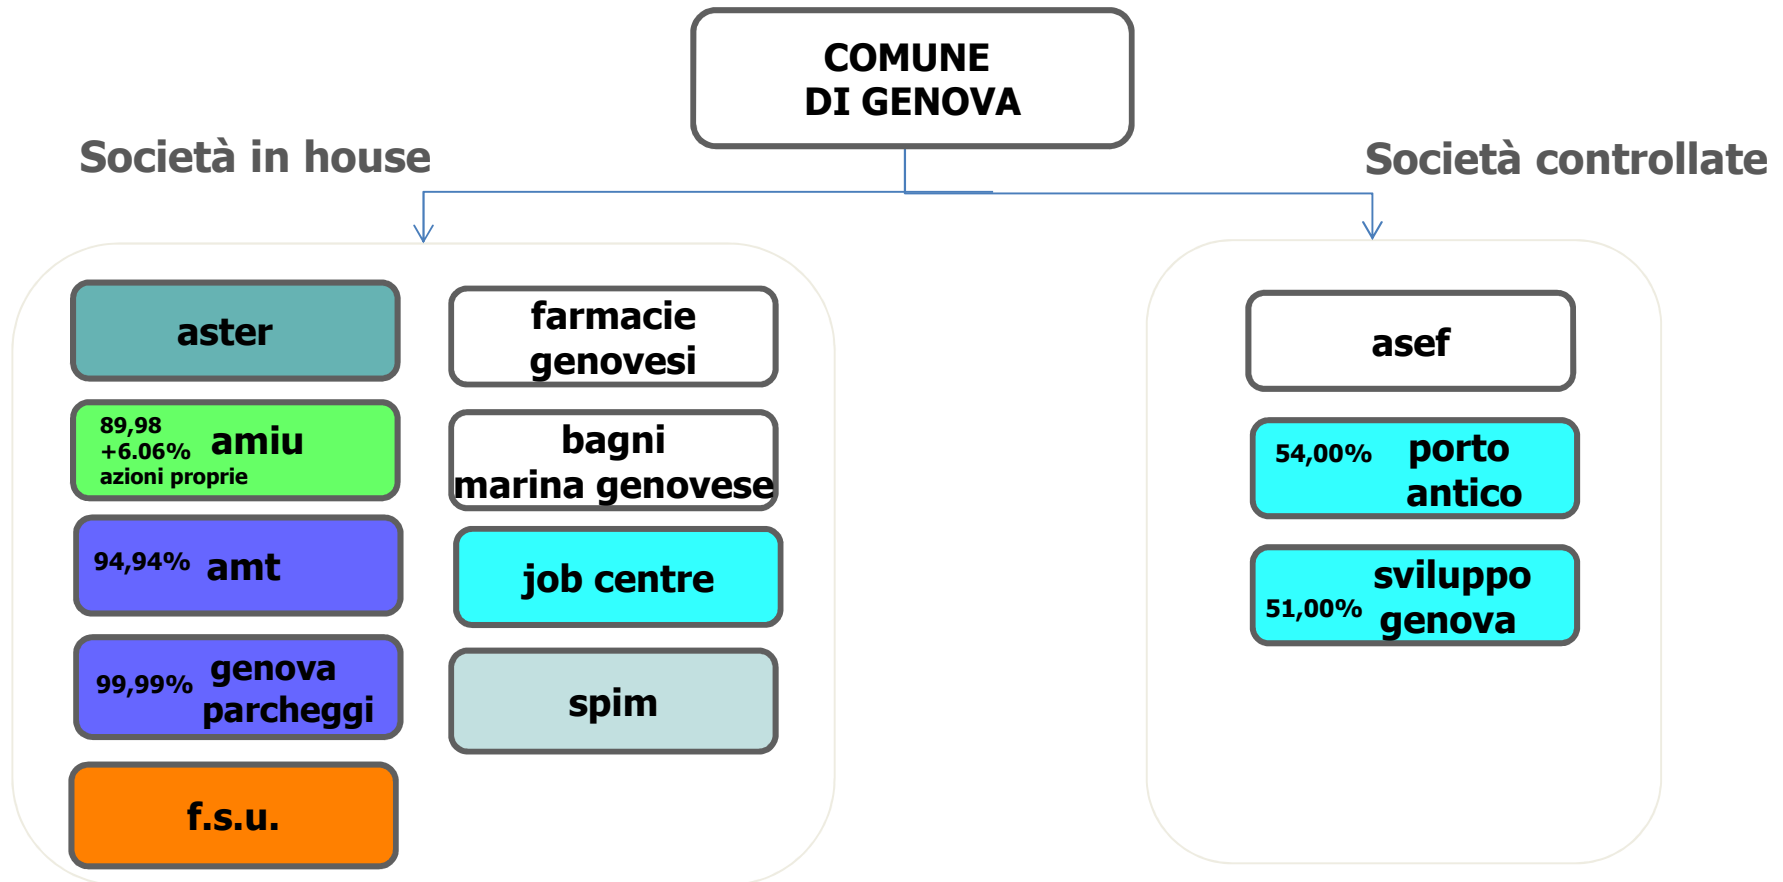 COMUNE
DI GENOVA
Società in house
Società controllate
aster
89,98
+6.06%
azioni proprie
amiu
94,94%
amt
99,99%
genova
parcheggi
f.s.u.
farmacie
genovesi
bagni
marina genovese
job centre
spim
asef
54,00%
porto
antico
51,00%
sviluppo
genova